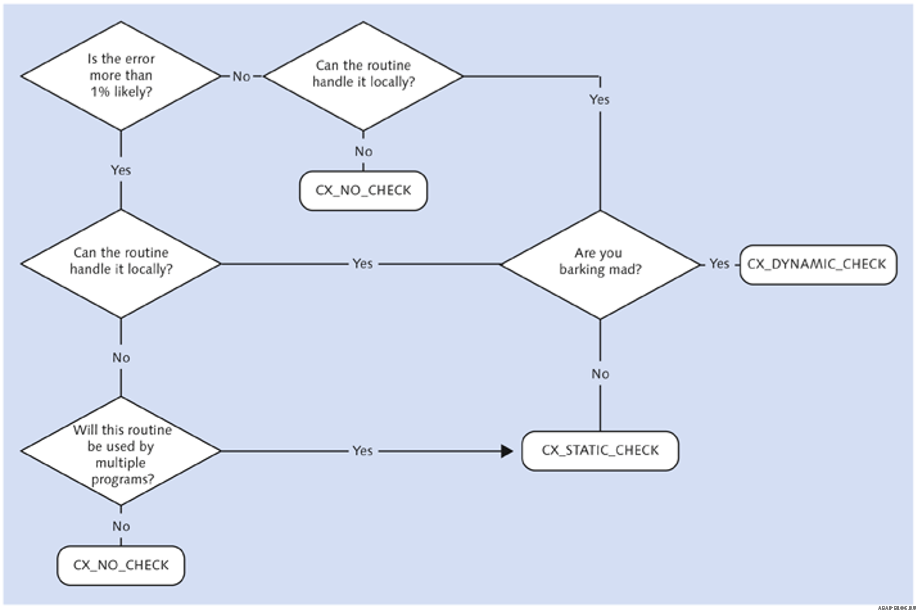 Is the error
more than
1% likely?
No
Can the routine
handle it locally?
Yes
No
CX_NO_CHECK
Yes
Can the routine
handle it locally?
Yes
Are you
barking mad?
Yes
CX_DYNAMIC_CHECK
No
No
Will this routine
be used by
multiple
programs?
Yes
CX_STATIC_CHECK
No
CX_NO_CHECK